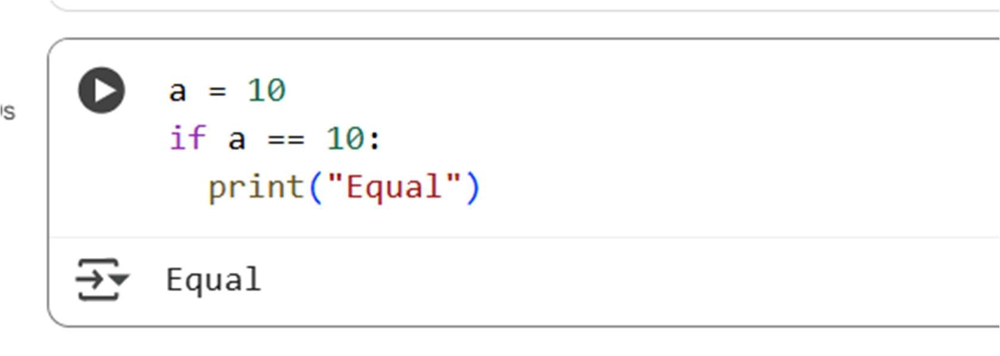 a = 10
s
if a == 10:
  print("Equal")
Equal